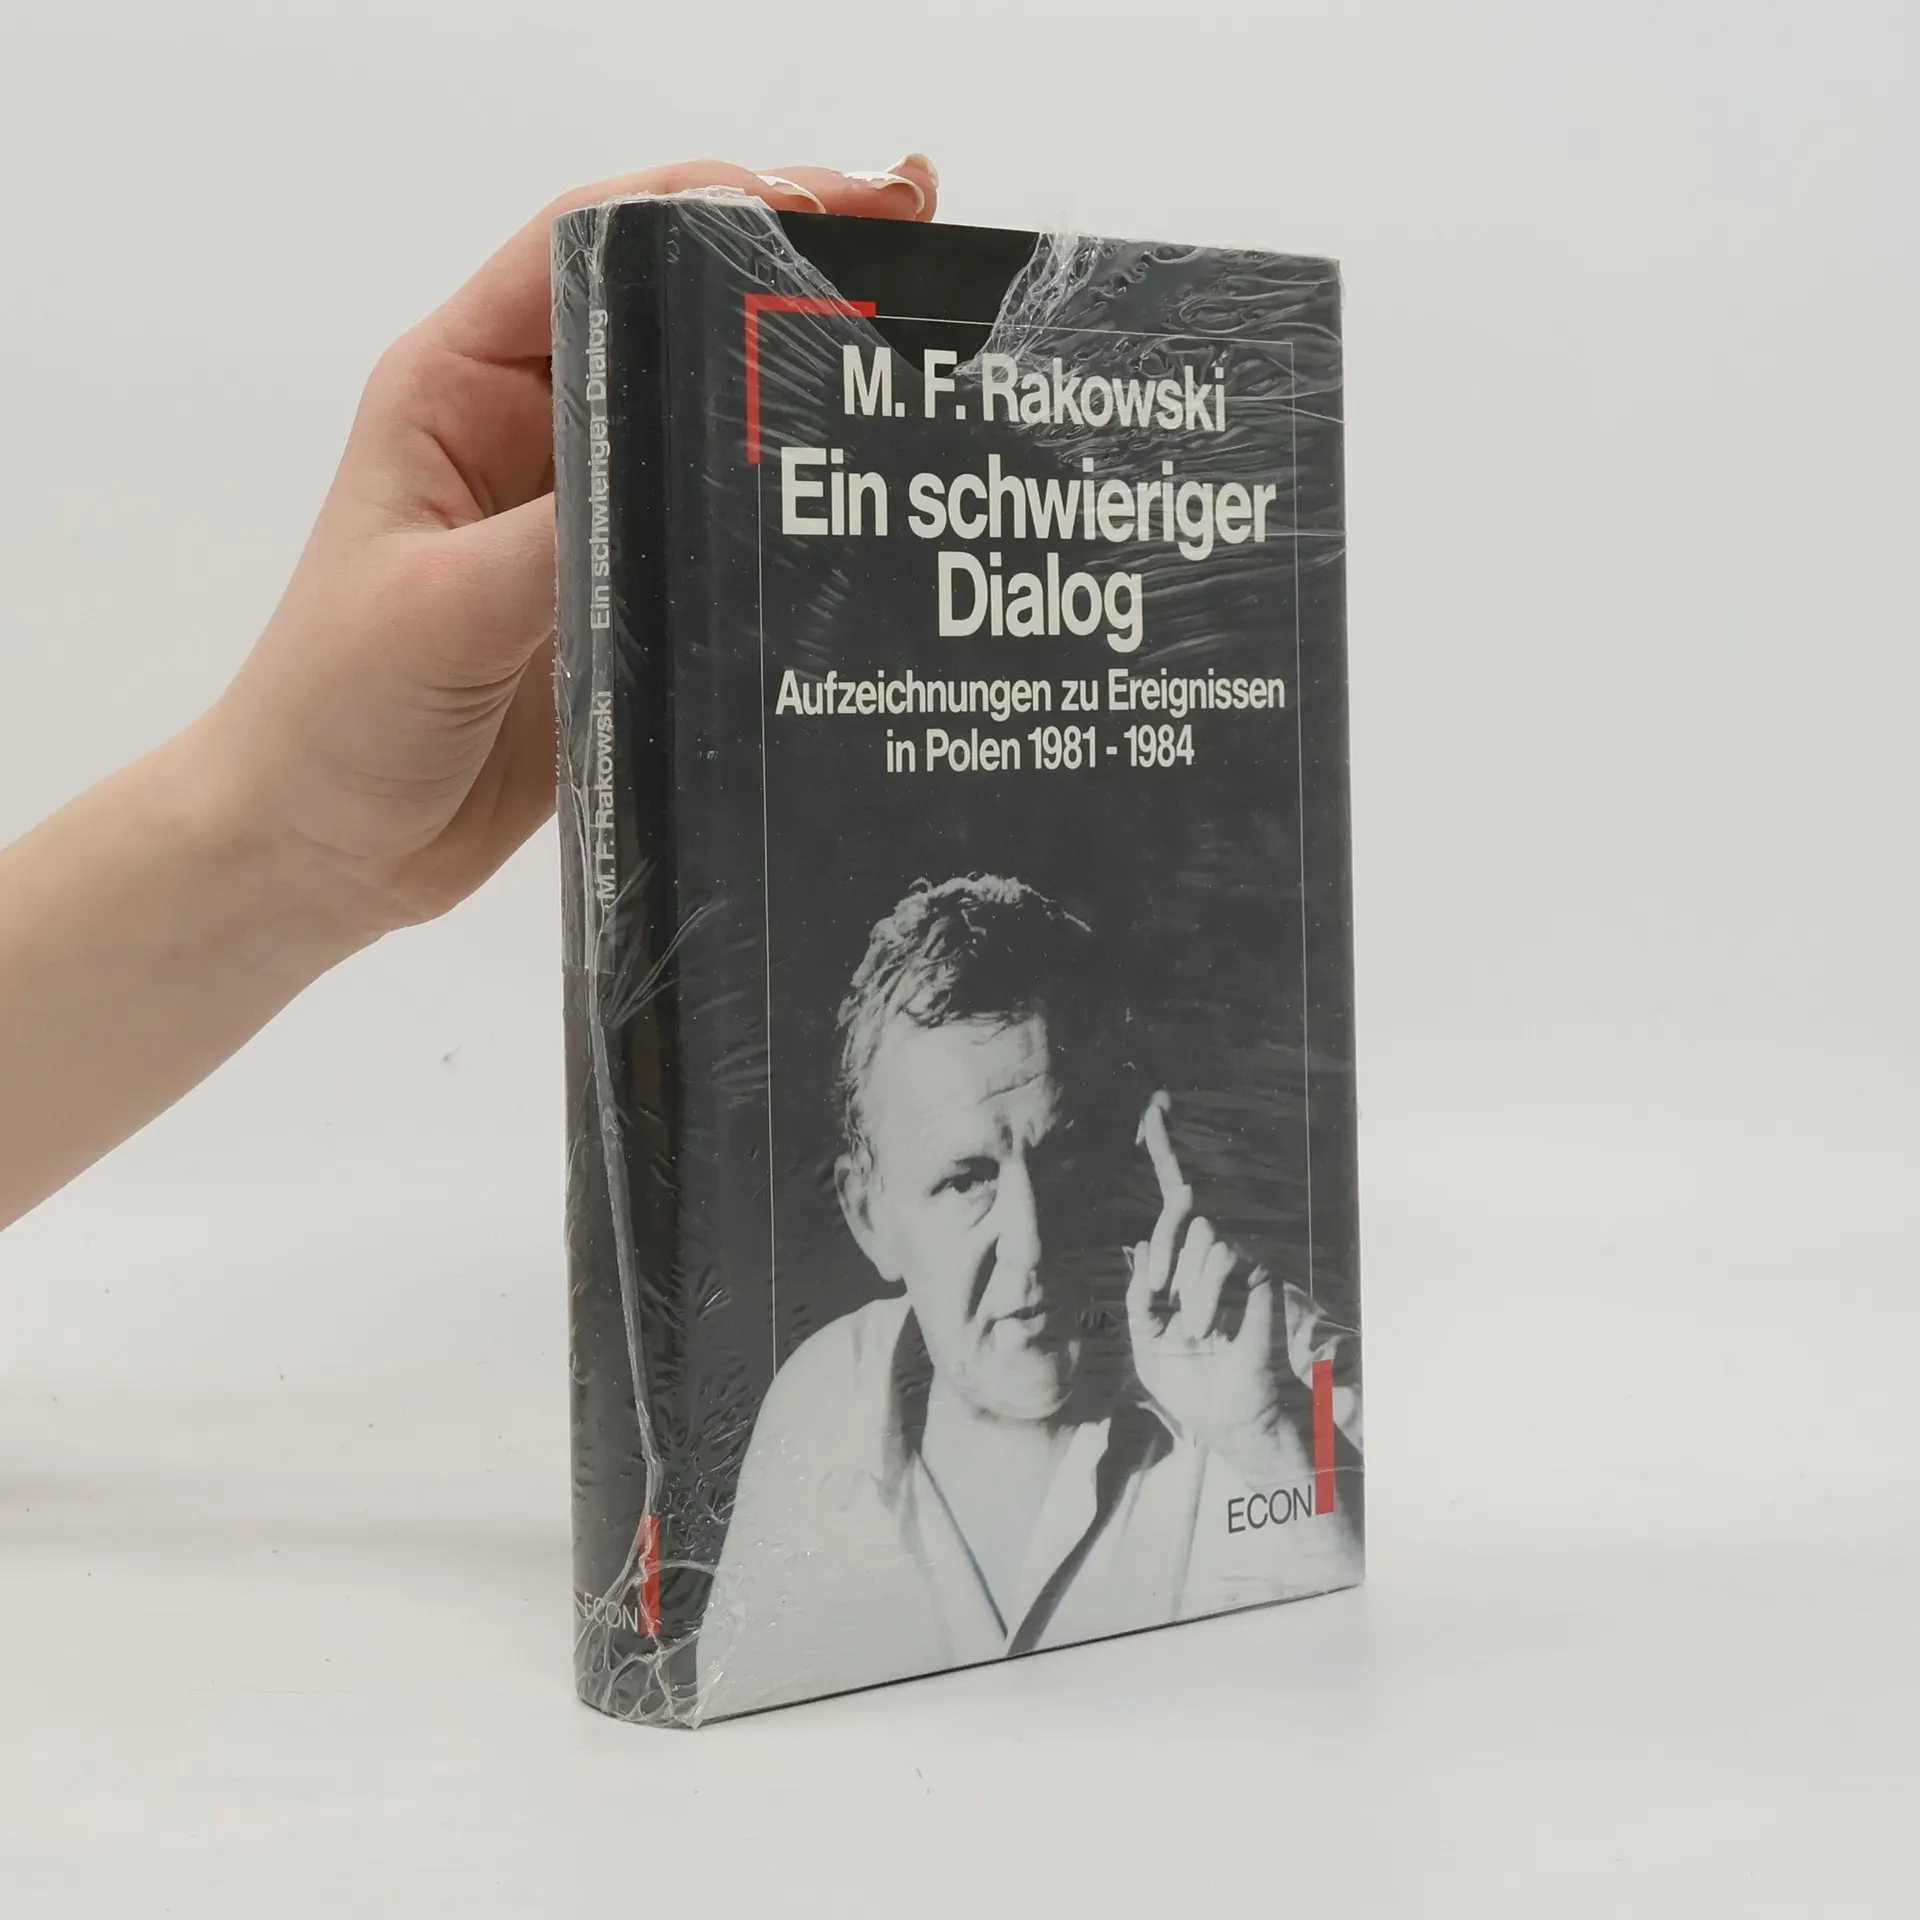 M. F. Rakowski
Ein schwieriger
Dialog
Aufzeichnungen zu Ereignissen
in Polen 1981 - 1984
ECON
M. F. Rakowski Ein schwieriger Dialog
ECON